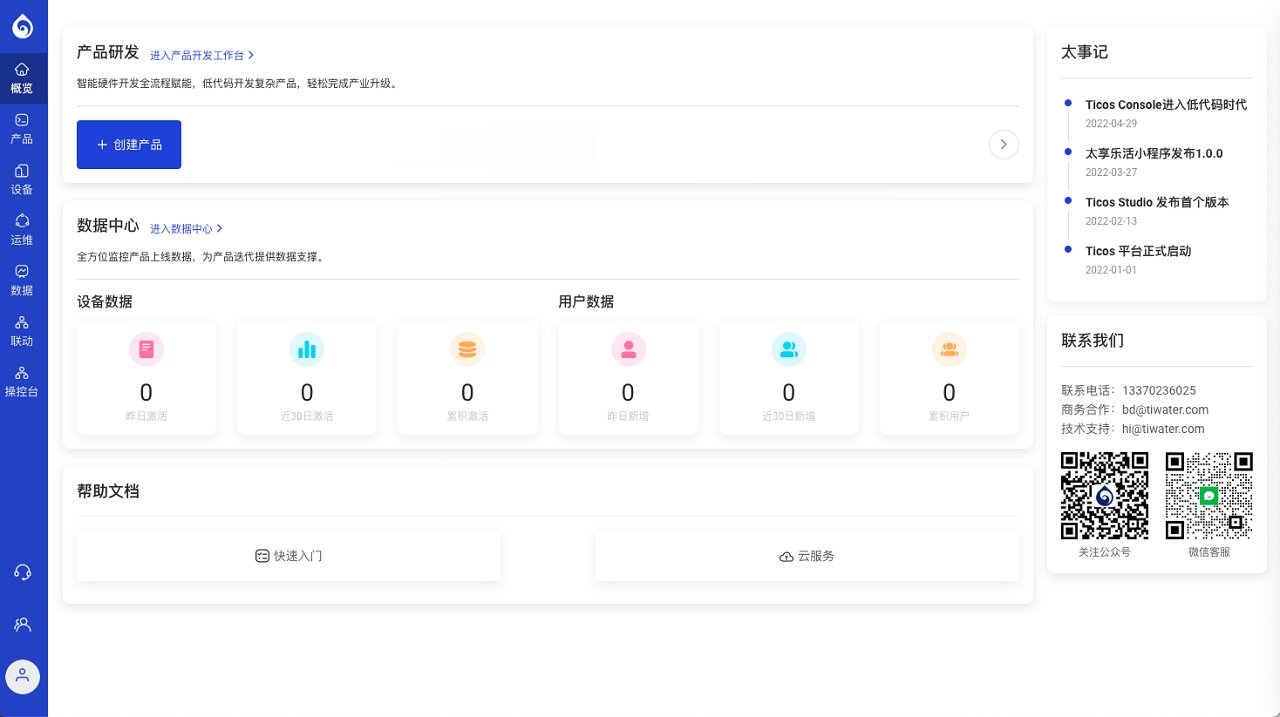 概览
产品
设备
运维
数据
联动
操控台
产品研发 进入产品开发工作台
智能硬件开发全流程赋能，低代码开发复杂产品，轻松完成产业升级。
创建产品
数据中心 进入数据中心
全方位监控产品上线数据，为产品迭代提供数据支撑。
设备数据 用户数据
0 0 0 0 0 0
昨日激活 近30日激活 累积激活 昨日新增 近30日新增 累积用户
帮助文档
快速入门 云服务
太事记
Ticos Console进入低代码时代
2022-04-29
太享乐活小程序发布1.0.0
2022-03-27
Ticos Studio 发布首个版本
2022-02-13
Ticos 平台正式启动
2022-01-01
联系我们
联系电话：13370236025
商务合作：bd@tiwater.com
技术支持：hi@tiwater.com
关注公众号 微信客服